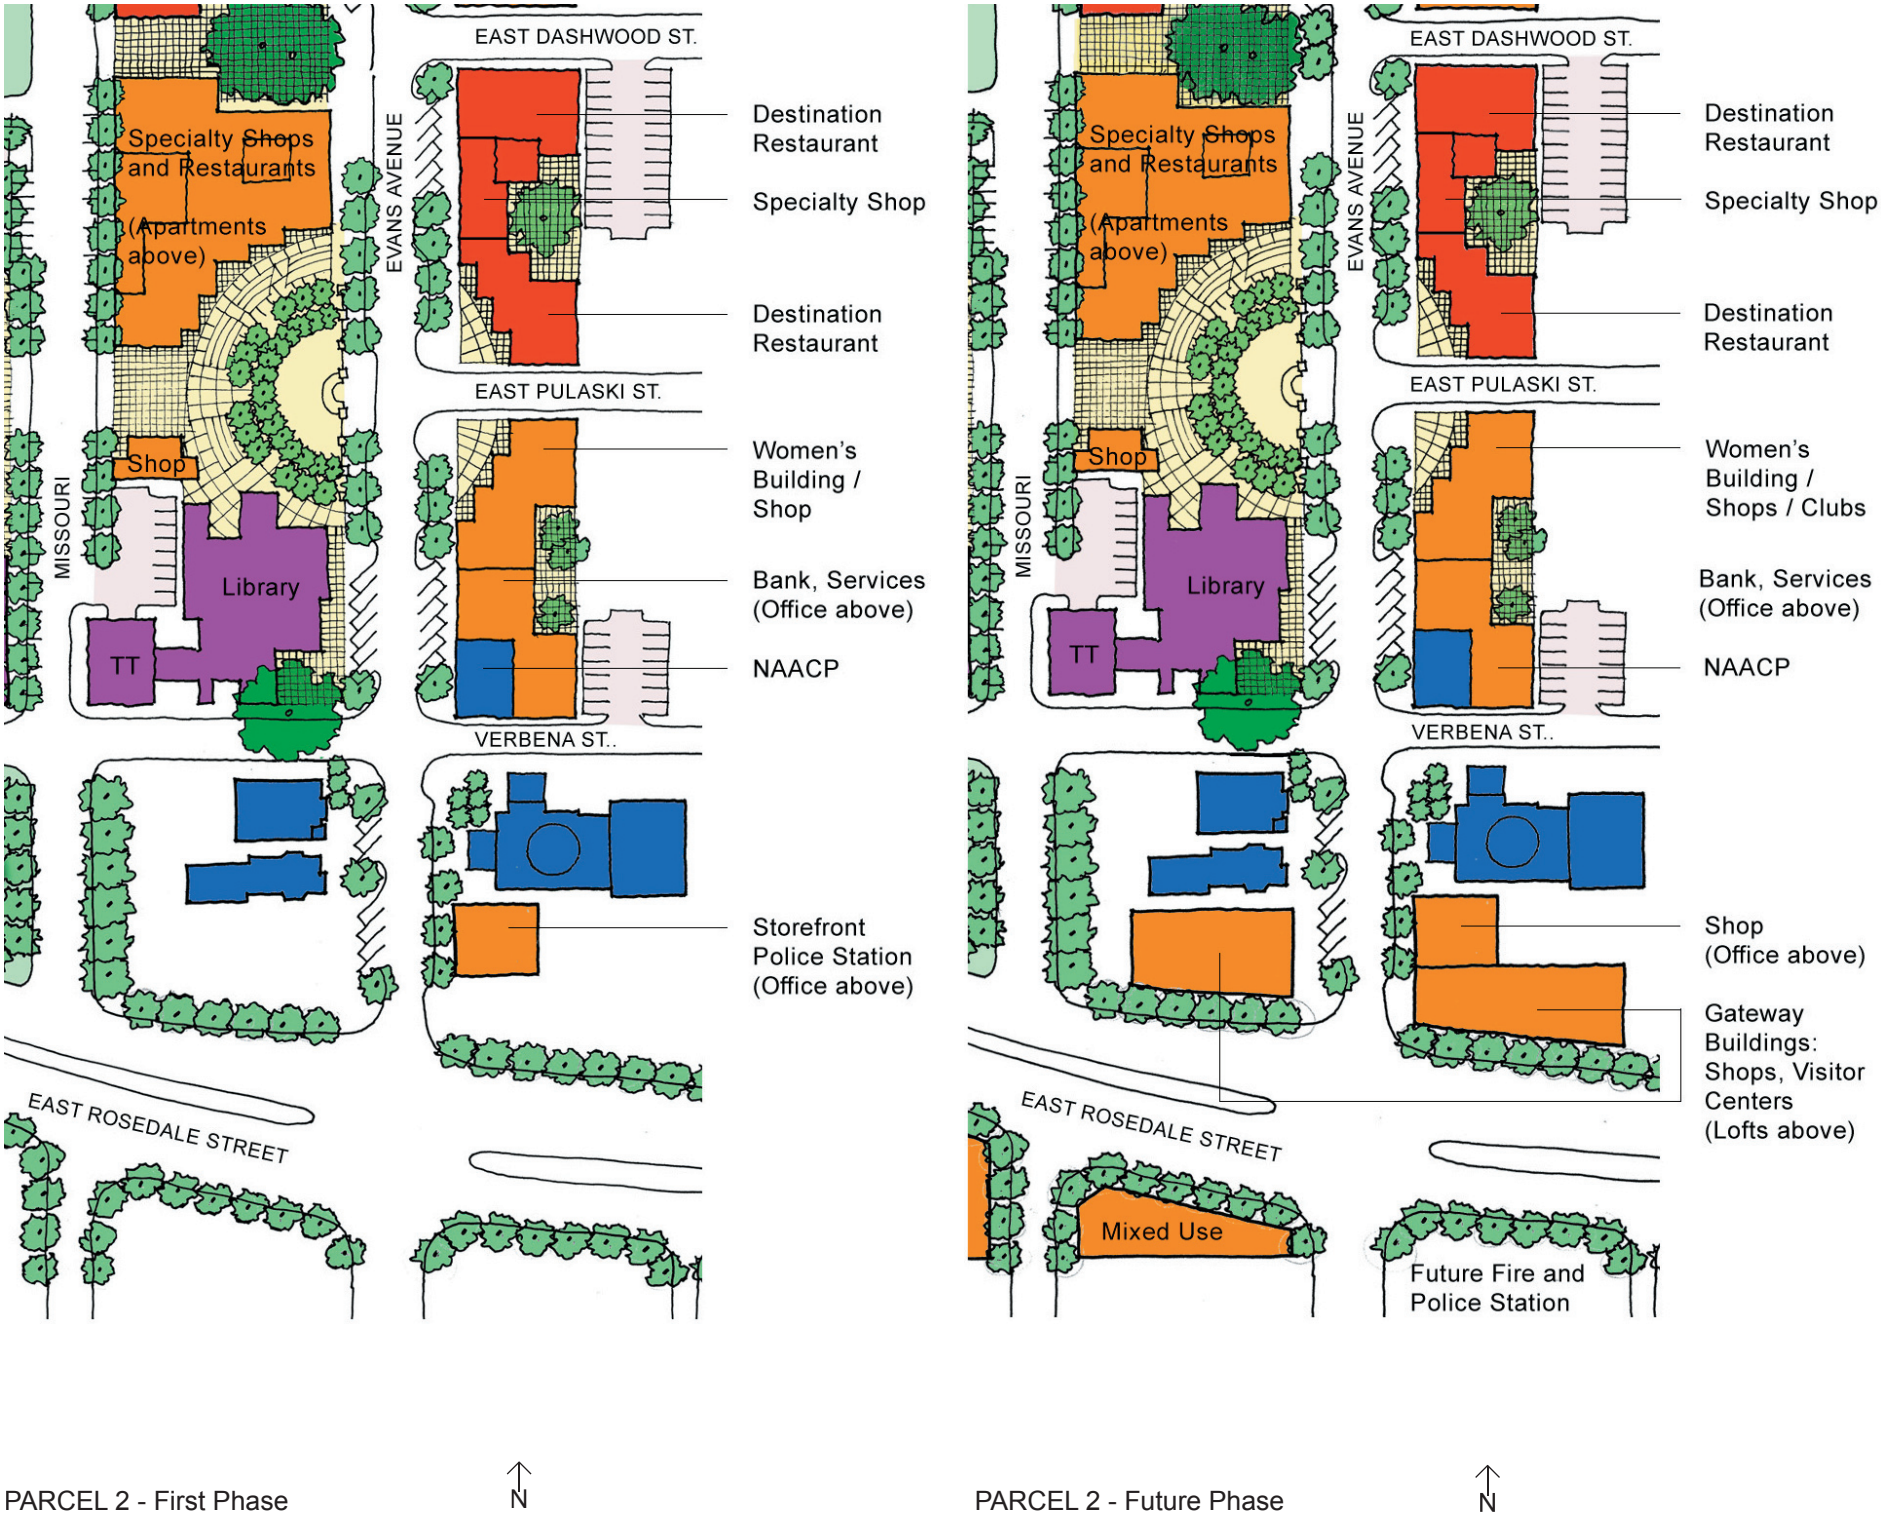 EAST DASHWOOD ST.
Specialty Shops
and Restaurants
(Apartments
above)
EVANS AVENUE
Destination
Restaurant
Specialty Shop
Destination
Restaurant
EAST PULASKI ST.
Shop
MISSOURI
Library
TT
Women's
Building /
Shop
Bank, Services
(Office above)
NAACP
VERBENA ST..
Storefront
Police Station
(Office above)
EAST ROSEDALE STREET
N
PARCEL 2 - First Phase
EAST DASHWOOD ST.
Specialty Shops
and Restaurants
(Apartments
above)
EVANS AVENUE
Destination
Restaurant
Specialty Shop
Destination
Restaurant
EAST PULASKI ST.
Shop
MISSOURI
Library
TT
Women's
Building /
Shops / Clubs
Bank, Services
(Office above)
NAACP
VERBENA ST..
Shop
(Office above)
Gateway
Buildings:
Shops, Visitor
Centers
(Lofts above)
EAST ROSEDALE STREET
Mixed Use
Future Fire and
Police Station
N
PARCEL 2 - Future Phase